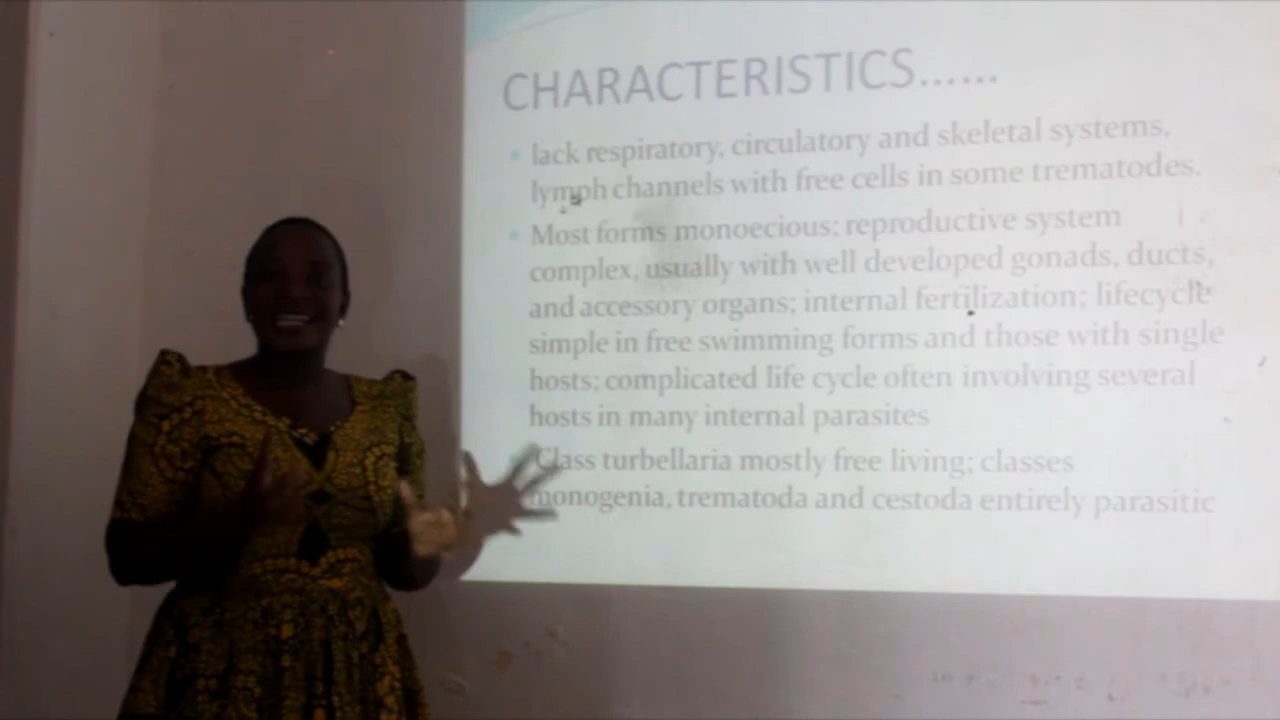 CHARACTERISTICS......
• lack respiratory, circulatory and skeletal systems,
lymph channels with free cells in some trematodes.
• Most forms monoecious; reproductive system
complex, usually with well developed gonads, ducts,
and accessory organs; internal fertilization; lifecycle
simple in free swimming forms and those with single
hosts; complicated life cycle often involving several
hosts in many internal parasites
Class turbellaria mostly free living; classes
monogenia, trematoda and cestoda entirely parasitic